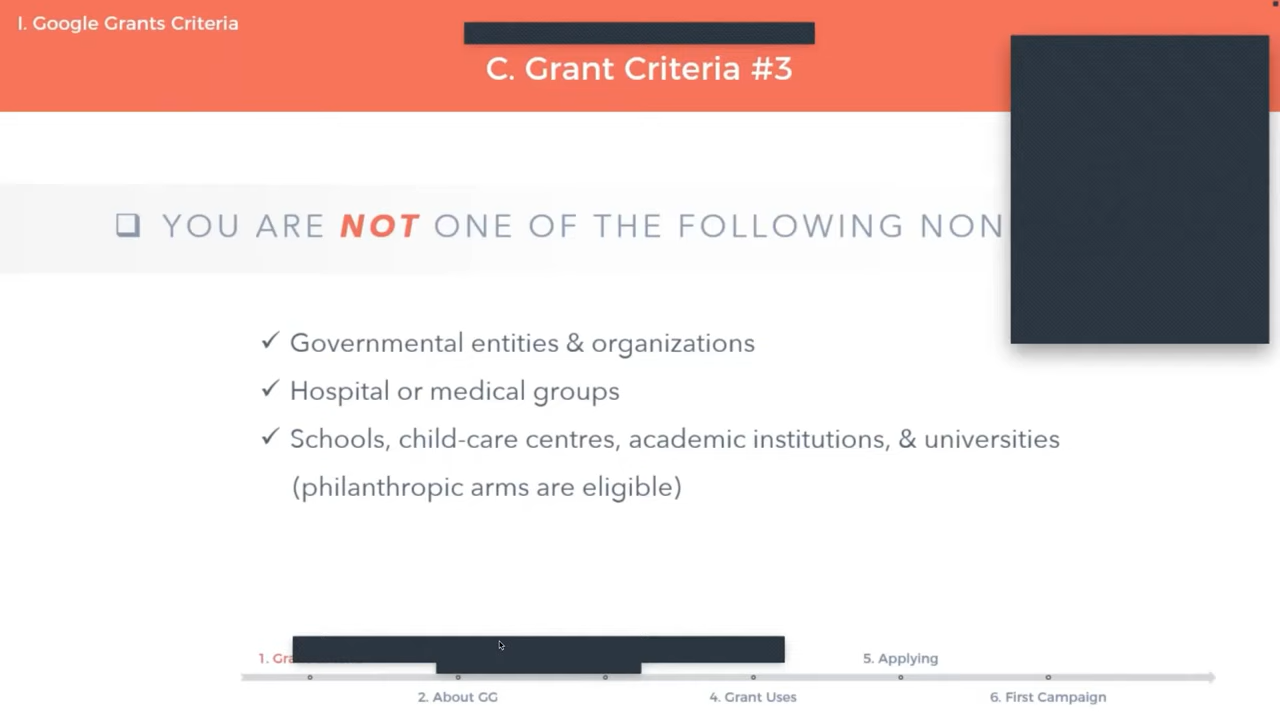 I. Google Grants Criteria
C. Grant Criteria #3
❑ YOU ARE NOT ONE OF THE FOLLOWING
✓ Governmental entities & organizations
✓ Hospital or medical groups
✓ Schools, child-care centres, academic institutions, & universities
(philanthropic arms are eligible)
1.
5. Applying
2. About GG
4. Grant Uses
6. First Campaign